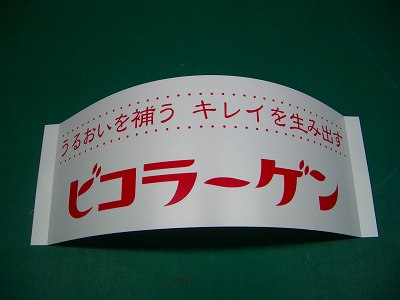 うるおいを補う キレイを生み出す
ビコラーゲン